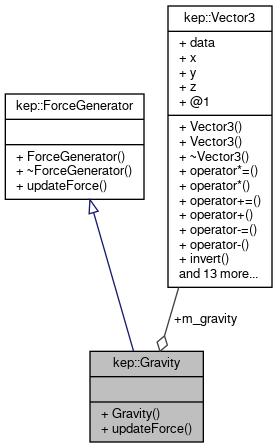 kep::Vector3
+ data
+ x
+ y
+ z
+ @1
+ Vector3()
+ Vector3()
+ ~Vector3()
+ operator*=()
+ operator*()
+ operator+=()
+ operator+()
+ operator-=()
+ operator-()
+ invert()
and 13 more...
kep::ForceGenerator
+ ForceGenerator()
+ ~ForceGenerator()
+ updateForce()
+m_gravity
kep::Gravity
+ Gravity()
+ updateForce()